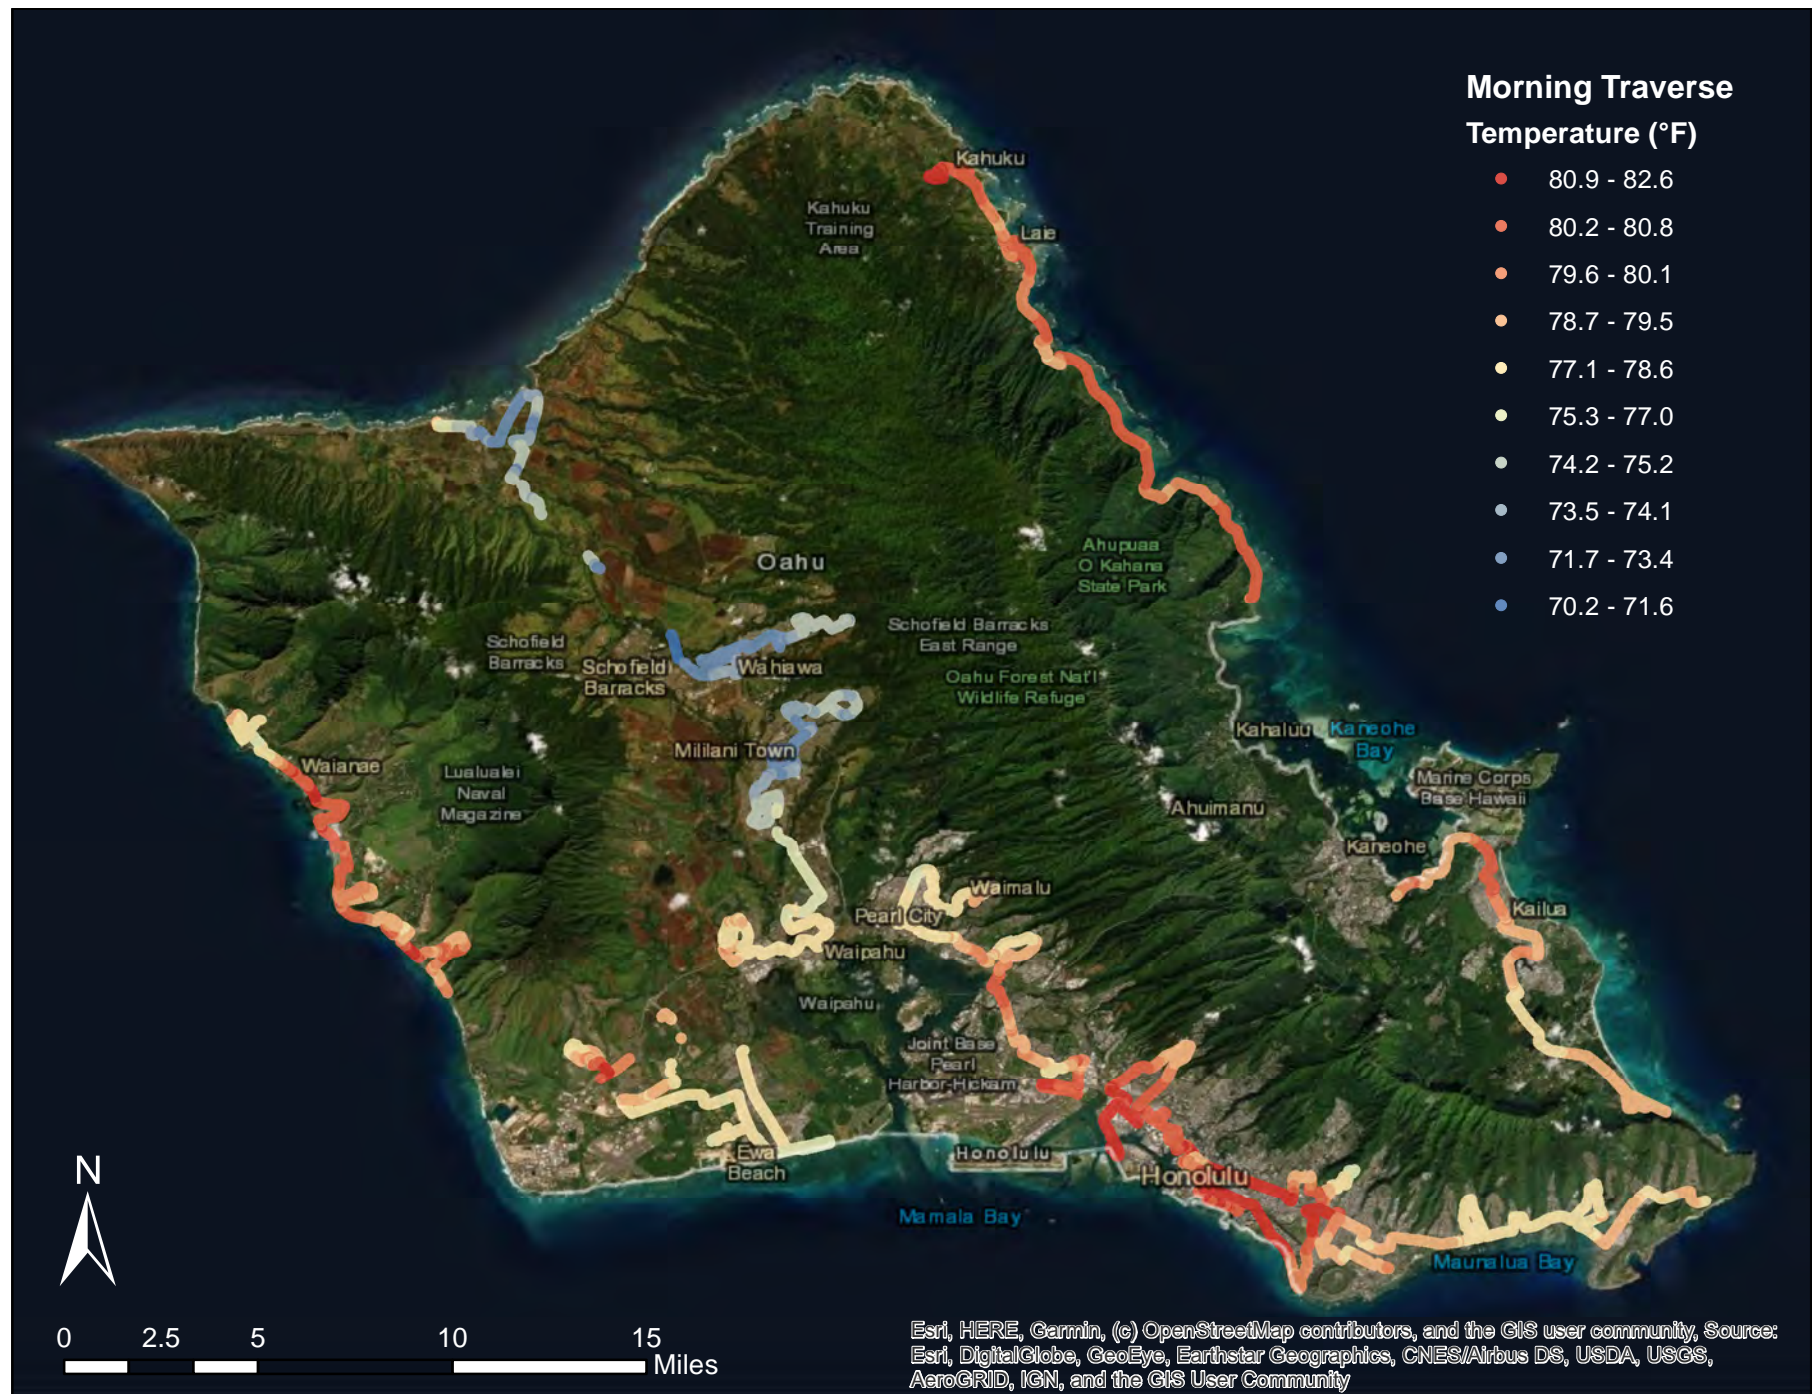 Morning Traverse
Temperature (°F)
80.9 - 82.6
80.2 - 80.8
79.6 - 80.1
78.7 - 79.5
77.1 - 78.6
75.3 - 77.0
74.2 - 75.2
73.5 - 74.1
71.7 - 73.4
70.2 - 71.6
Kahuku
Kahuku
Training
Area
Laie
Oahu
Ahupuaa
O Kahana
State Park
Schofield
Barracks
Schofield
Barracks
Wahiawa
Schofield Barracks
East Range
Oahu Forest Nat'l
Wildlife Refuge
Kahaluu
Kaneohe
Bay
Mililani Town
Waianae
Lualualei
Naval
Magazine
Marine Corps
Base Hawaii
Ahuimanu
Kaneohe
Waimalu
Pearl City
Kailua
Waipahu
Waipahu
Joint Base
Pearl
Harbor-Hickam
Ewa
Beach
Honolulu
Honolulu
Mamala Bay
Maunalua Bay
N
0 2.5 5 10 15
Miles
Esri, HERE, Garmin, (c) OpenStreetMap contributors, and the GIS user community, Source:
Esri, DigitalGlobe, GeoEye, Earthstar Geographics, CNES/Airbus DS, USDA, USGS,
AeroGRID, IGN, and the GIS User Community